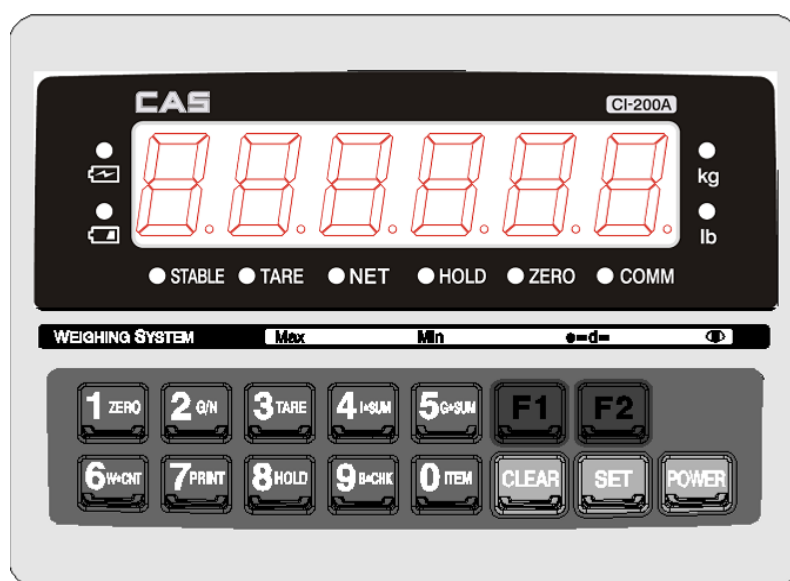 CAS
CI-200A
kg
lb
STABLE TARE NET HOLD ZERO COMM
WEIGHING SYSTEM Max Min e=d=
1 ZERO 2 G/N 3 TARE 4 I•SUM 5 G•SUM F1 F2
6 W•CNT 7 PRINT 8 HOLD 9 B•CHK 0 ITEM CLEAR SET POWER